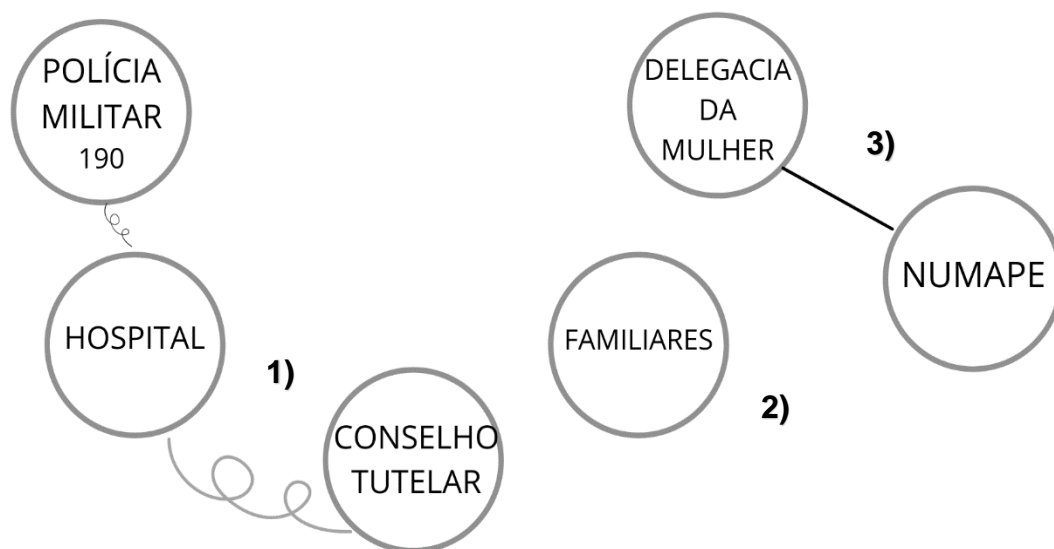 POLÍCIA
MILITAR
190
HOSPITAL
1)
CONSELHO
TUTELAR
DELEGACIA
DA
MULHER
3)
NUMAPE
FAMILIARES
2)